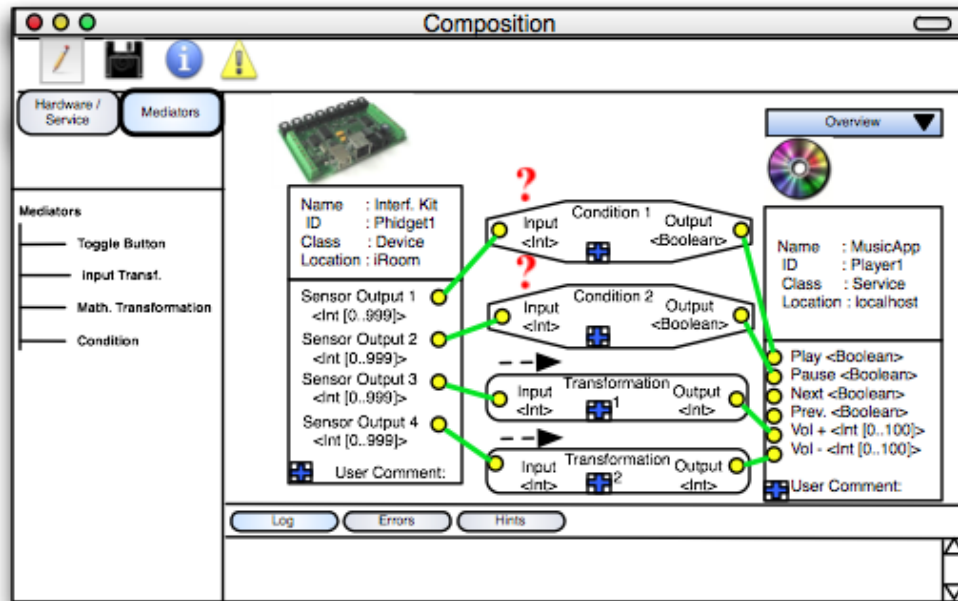 Composition
Hardware /
Service
Mediators
Overview
Mediators
Toggle Button
Input Transf.
Math. Transformation
Condition
Name : Interf. Kit
ID : Phidget1
Class : Device
Location : iRoom
Sensor Output 1
<Int [0..999]>
Sensor Output 2
<Int [0..999]>
Sensor Output 3
<Int [0..999]>
Sensor Output 4
<Int [0..999]>
User Comment:
?
Condition 1
Input
<Int>
Output
<Boolean>
?
Condition 2
Input
<Int>
Output
<Boolean>
Transformation
1
Input
<Int>
Output
<Int>
Transformation
2
Input
<Int>
Output
<Int>
Name : MusicApp
ID : Player1
Class : Service
Location : localhost
Play <Boolean>
Pause <Boolean>
Next <Boolean>
Prev. <Boolean>
Vol + <Int [0..100]>
Vol - <Int [0..100]>
User Comment:
Log
Errors
Hints